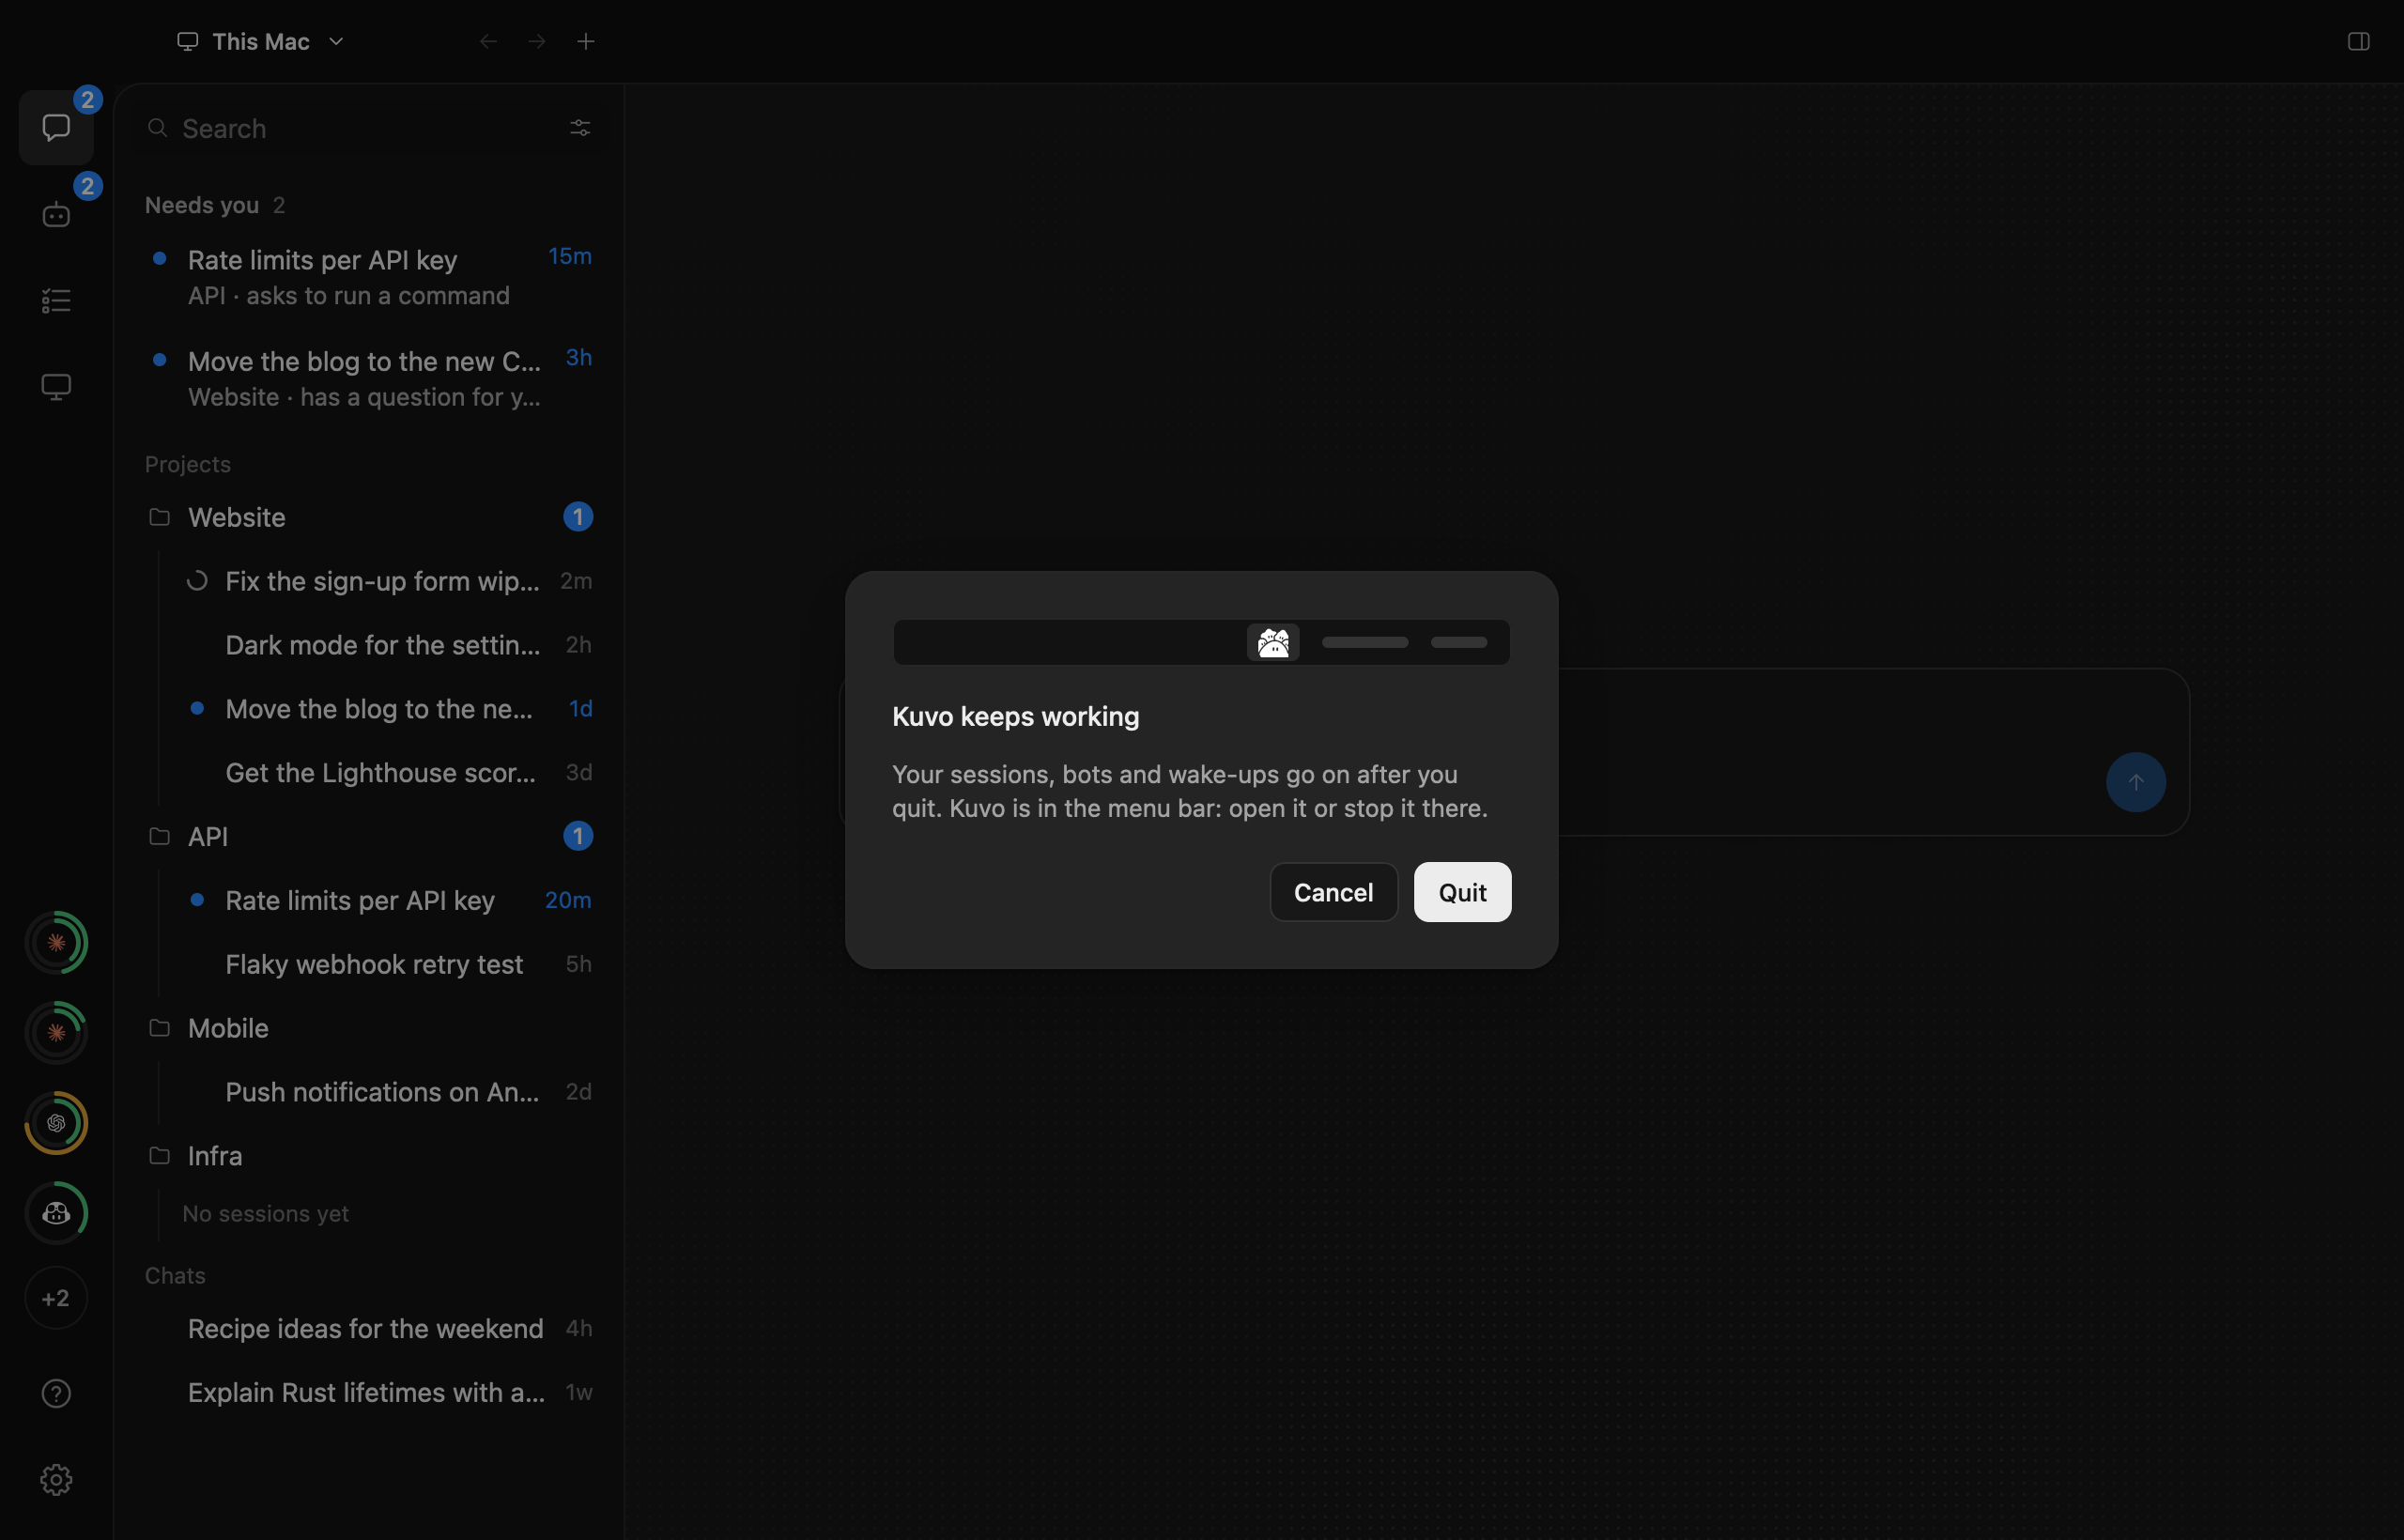 This Mac
2
2
Search
Needs you 2
Rate limits per API key 15m
API · asks to run a command
Move the blog to the new C... 3h
Website · has a question for y...
Projects
Website 1
Fix the sign-up form wip... 2m
Dark mode for the settin... 2h
Move the blog to the ne... 1d
Get the Lighthouse scor... 3d
API 1
Rate limits per API key 20m
Flaky webhook retry test 5h
Mobile
Push notifications on An... 2d
Infra
No sessions yet
Chats
Recipe ideas for the weekend 4h
Explain Rust lifetimes with a... 1w
+2
Kuvo keeps working
Your sessions, bots and wake-ups go on after you
quit. Kuvo is in the menu bar: open it or stop it there.
Cancel Quit